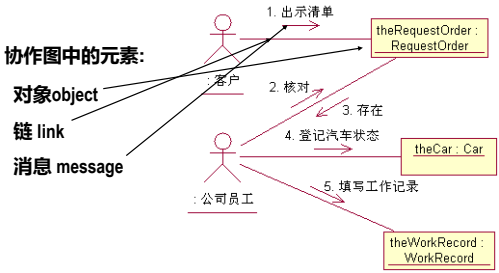 1. 出示清单
theRequestOrder :
RequestOrder
协作图中的元素:
: 客户
对象object
2. 核对
链 link
3. 存在
4. 登记汽车状态
theCar : Car
消息 message
5. 填写工作记录
: 公司员工
theWorkRecord :
WorkRecord